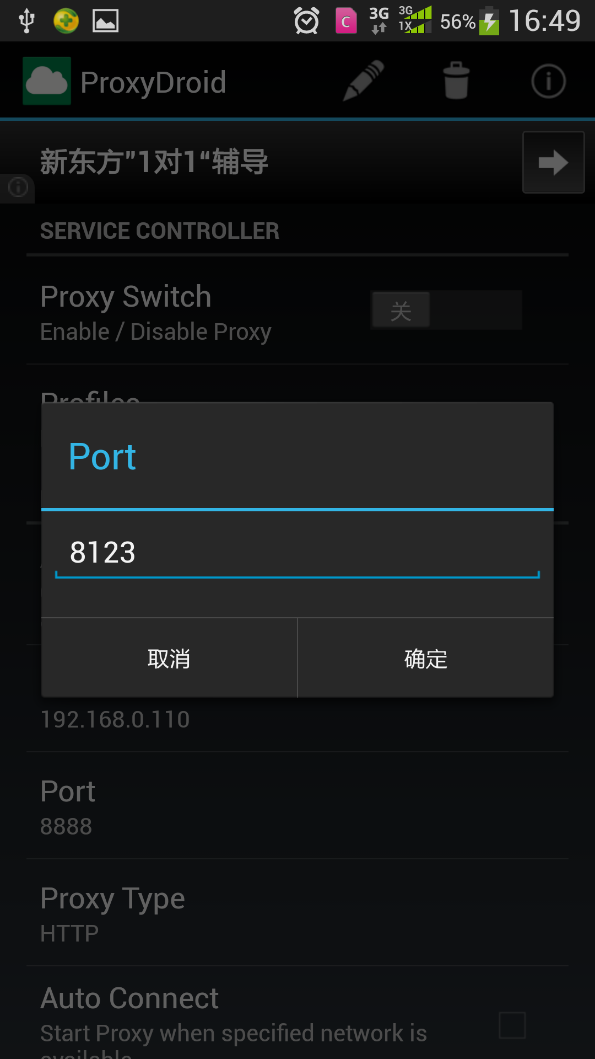 3G 3G 1X 56% 16:49
ProxyDroid
新东方"1对1“辅导
SERVICE CONTROLLER
Proxy Switch
Enable / Disable Proxy
关
Profiles
Port
8123
取消
确定
192.168.0.110
Port
8888
Proxy Type
HTTP
Auto Connect
Start Proxy when specified network is
available